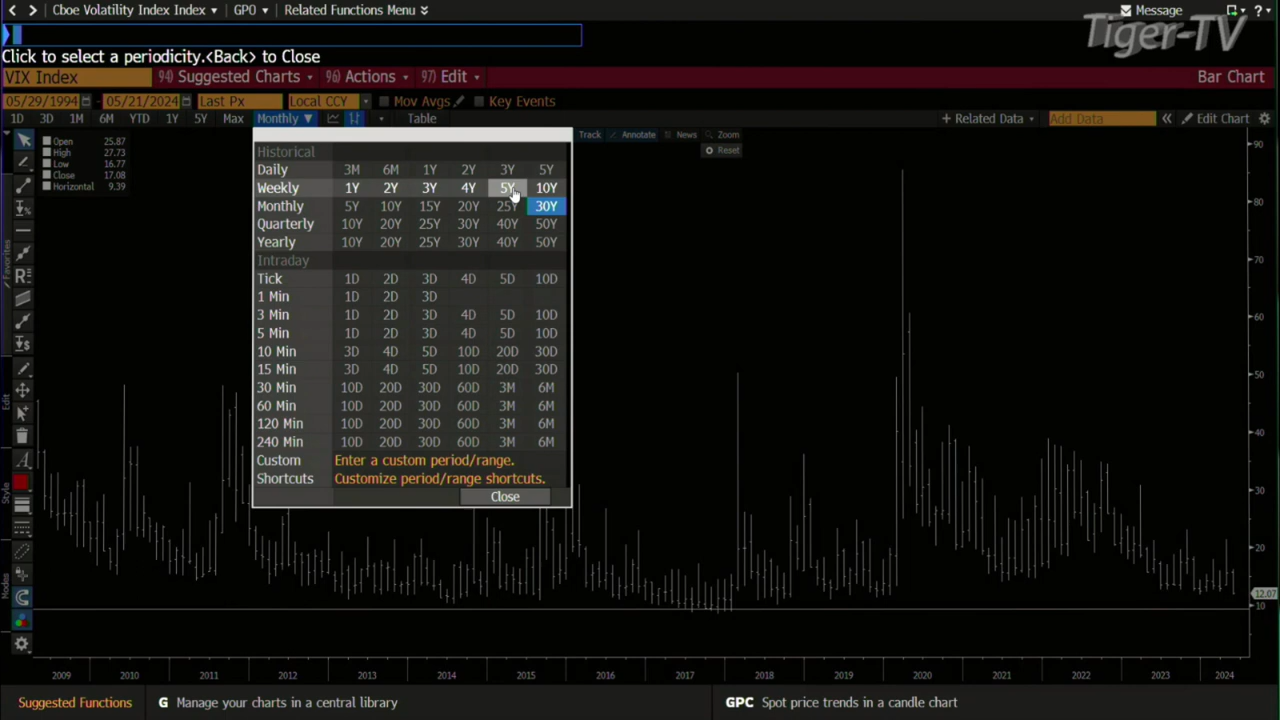 Cboe Volatility Index Index GPO Related Functions Menu Message ?
Tiger-TV
Click to select a periodicity.<Back> to Close
VIX Index 94) Suggested Charts 96) Actions 97) Edit Bar Chart
05/29/1994 - 05/21/2024 Last Px Local CCY Mov Avgs Key Events
1D 3D 1M 6M YTD 1Y 5Y Max Monthly ▼ Table + Related Data Add Data « Edit Chart
Track Annotate News Zoom
Reset
Open 25.87
High 27.73
Low 16.77
Close 17.08
Horizontal 9.39
Historical
Daily 3M 6M 1Y 2Y 3Y 5Y
Weekly 1Y 2Y 3Y 4Y 5Y 10Y
Monthly 5Y 10Y 15Y 20Y 25Y 30Y
Quarterly 10Y 20Y 25Y 30Y 40Y 50Y
Yearly 10Y 20Y 25Y 30Y 40Y 50Y
Intraday
Tick 1D 2D 3D 4D 5D 10D
1 Min 1D 2D 3D
3 Min 1D 2D 3D 4D 5D 10D
5 Min 1D 2D 3D 4D 5D 10D
10 Min 3D 4D 5D 10D 20D 30D
15 Min 3D 4D 5D 10D 20D 30D
30 Min 10D 20D 30D 60D 3M 6M
60 Min 10D 20D 30D 60D 3M 6M
120 Min 10D 20D 30D 60D 3M 6M
240 Min 10D 20D 30D 60D 3M 6M
Custom Enter a custom period/range.
Shortcuts Customize period/range shortcuts.
Close
Favorites
Edit
Style
Modes
90
80
70
60
50
40
30
20
12.07
10
2009 2010 2011 2012 2013 2014 2015 2016 2017 2018 2019 2020 2021 2022 2023 2024
Suggested Functions G Manage your charts in a central library GPC Spot price trends in a candle chart